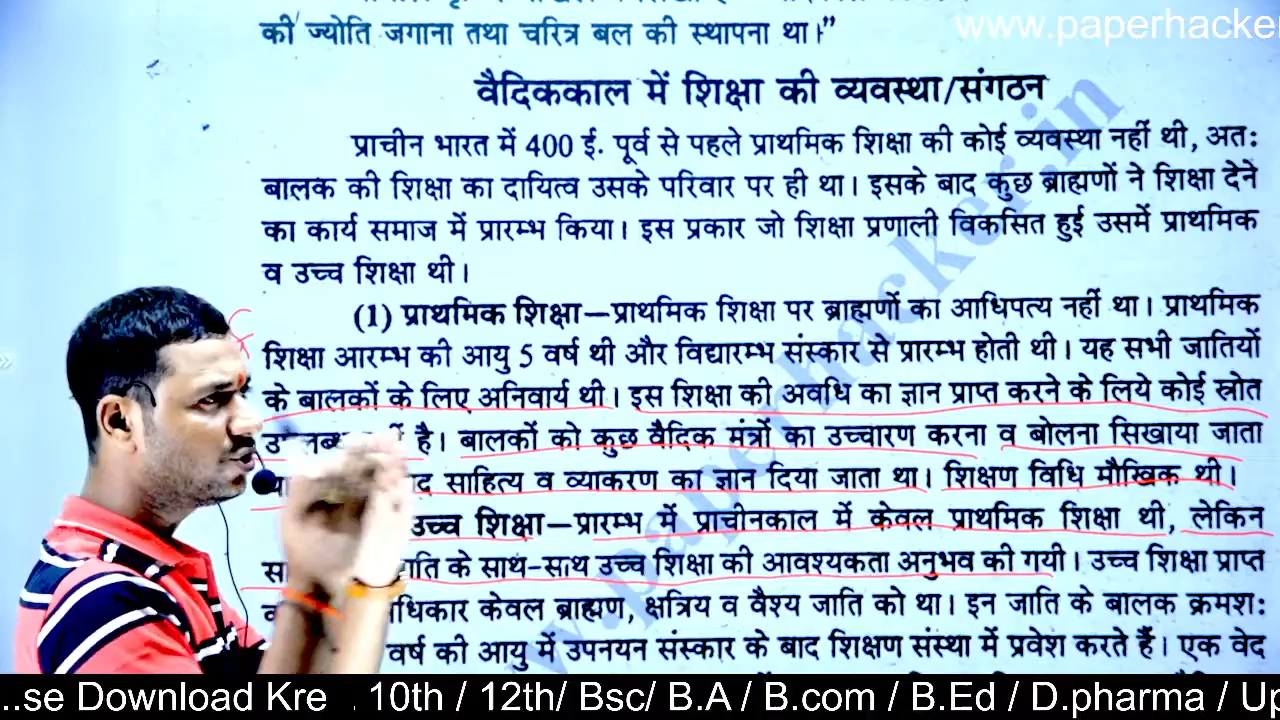 www.paperhacker
की ज्योति जगाना तथा चरित्र बल की स्थापना था।”
वैदिककाल में शिक्षा की व्यवस्था/संगठन
प्राचीन भारत में 400 ई. पूर्व से पहले प्राथमिक शिक्षा की कोई व्यवस्था नहीं थी, अतः
बालक की शिक्षा का दायित्व उसके परिवार पर ही था। इसके बाद कुछ ब्राह्मणों ने शिक्षा देने
का कार्य समाज में प्रारम्भ किया। इस प्रकार जो शिक्षा प्रणाली विकसित हुई उसमें प्राथमिक
व उच्च शिक्षा थी।
(1) प्राथमिक शिक्षा—प्राथमिक शिक्षा पर ब्राह्मणों का आधिपत्य नहीं था। प्राथमिक
शिक्षा आरम्भ की आयु 5 वर्ष थी और विद्यारम्भ संस्कार से प्रारम्भ होती थी। यह सभी जातियों
के बालकों के लिए अनिवार्य थी। इस शिक्षा की अवधि का ज्ञान प्राप्त करने के लिये कोई स्रोत
है। बालकों को कुछ वैदिक मंत्रों का उच्चारण करना व बोलना सिखाया जाता
साहित्य व व्याकरण का ज्ञान दिया जाता था। शिक्षण विधि मौखिक थी।
उच्च शिक्षा—प्रारम्भ में प्राचीनकाल में केवल प्राथमिक शिक्षा थी, लेकिन
के साथ-साथ उच्च शिक्षा की आवश्यकता अनुभव की गयी। उच्च शिक्षा प्राप्त
केवल ब्राह्मण, क्षत्रिय व वैश्य जाति को था। इन जाति के बालक क्रमशः
वर्ष की आयु में उपनयन संस्कार के बाद शिक्षण संस्था में प्रवेश करते हैं। एक वेद
www.paperhacker.in
..se Download Kre . 10th / 12th/ Bsc/ B.A / B.com / B.Ed / D.pharma / Up